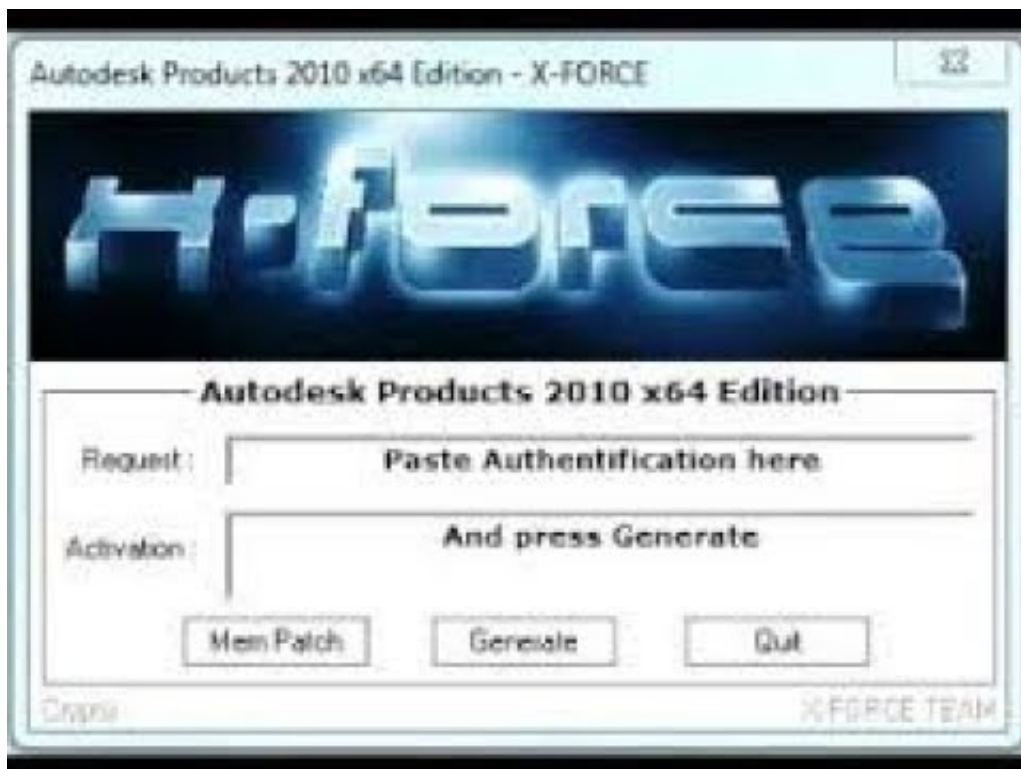 Autodesk Products 2010 x64 Edition - X-FORCE
X-force
Autodesk Products 2010 x64 Edition
Request :
Paste Authentification here
Activation :
And press Generate
Mem Patch
Generate
Quit
X-FORCE TEAM